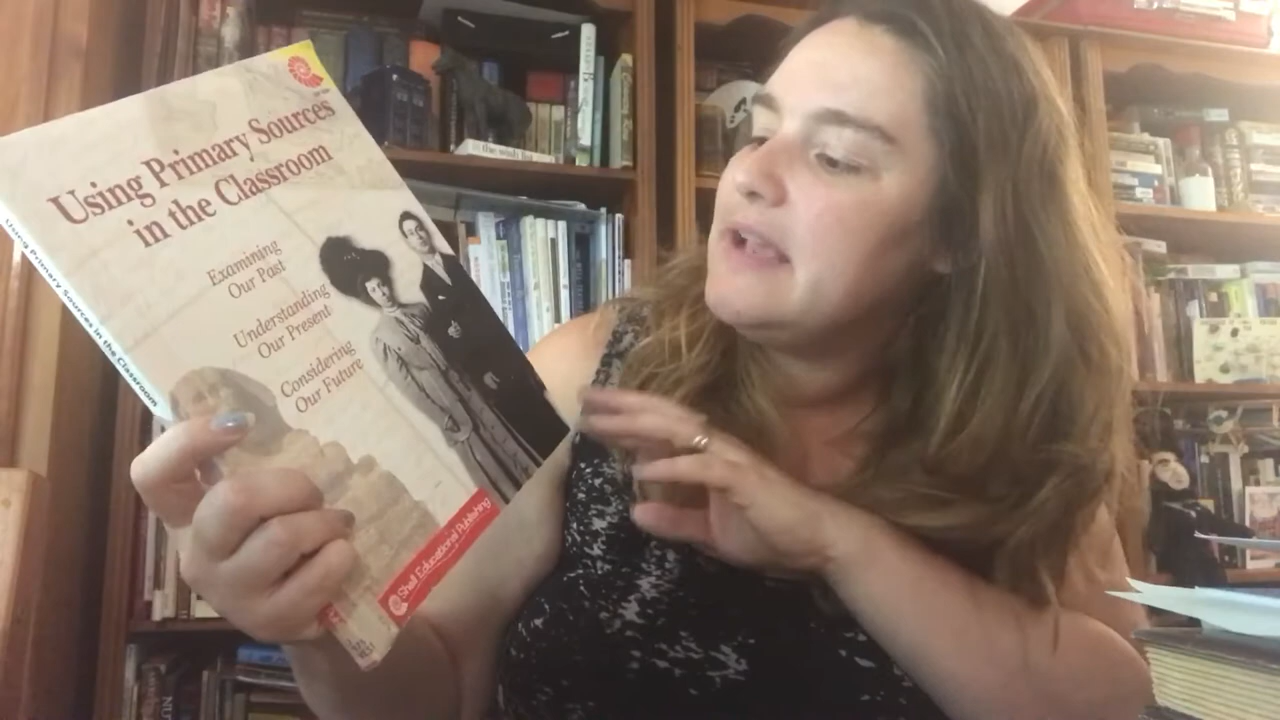 Using Primary Sources
in the Classroom
Examining
Our Past
Understanding
Our Present
Considering
Our Future
Shell Educational Publishing
Using Primary Sources in the Classroom
the wish list